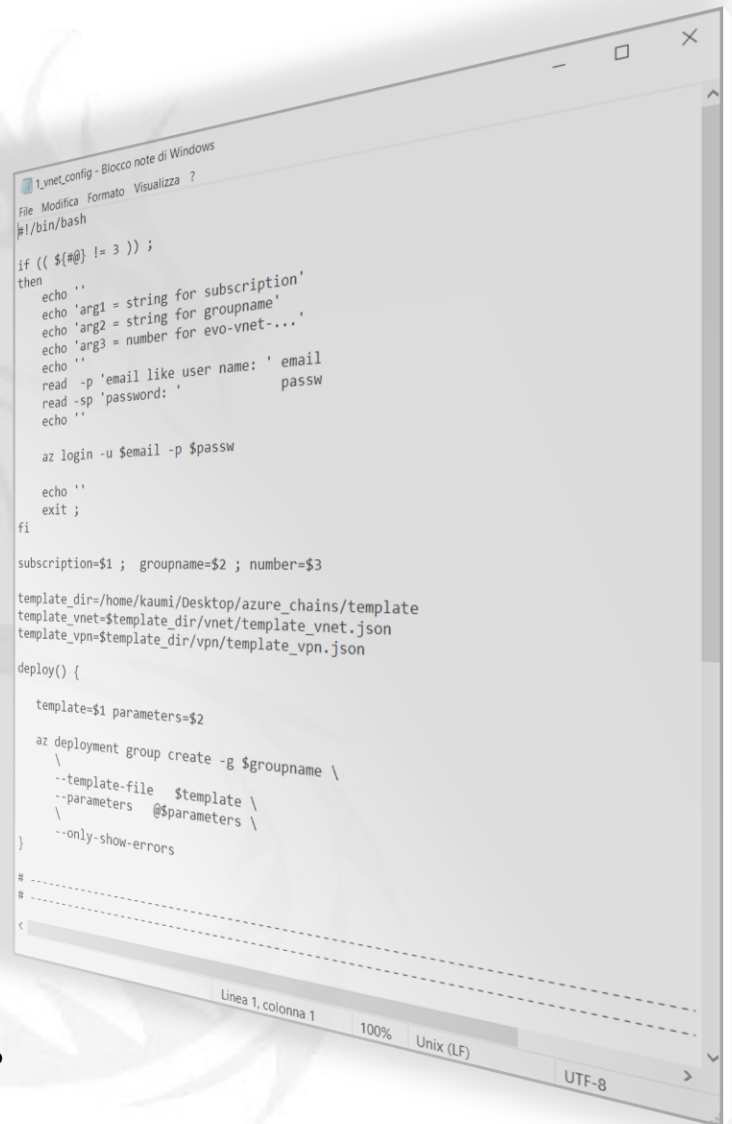 1_vnet_config - Blocco note di Windows
File Modifica Formato Visualizza ?
#!/bin/bash
if (( ${#@} != 3 )) ;
then
echo ''
echo 'arg1 = string for subscription'
echo 'arg2 = string for groupname'
echo 'arg3 = number for evo-vnet-...'
echo ''
read -p 'email like user name: ' email
read -sp 'password: ' passw
echo ''
az login -u $email -p $passw
echo ''
exit ;
fi
subscription=$1 ; groupname=$2 ; number=$3
template_dir=/home/kaumi/Desktop/azure_chains/template
template_vnet=$template_dir/vnet/template_vnet.json
template_vpn=$template_dir/vpn/template_vpn.json
deploy() {
template=$1 parameters=$2
az deployment group create -g $groupname \
\
--template-file $template \
--parameters @$parameters \
\
--only-show-errors
}
# ----------------------------------------------------------------------------
# ----------------------------------------------------------------------------
Linea 1, colonna 1 100% Unix (LF) UTF-8